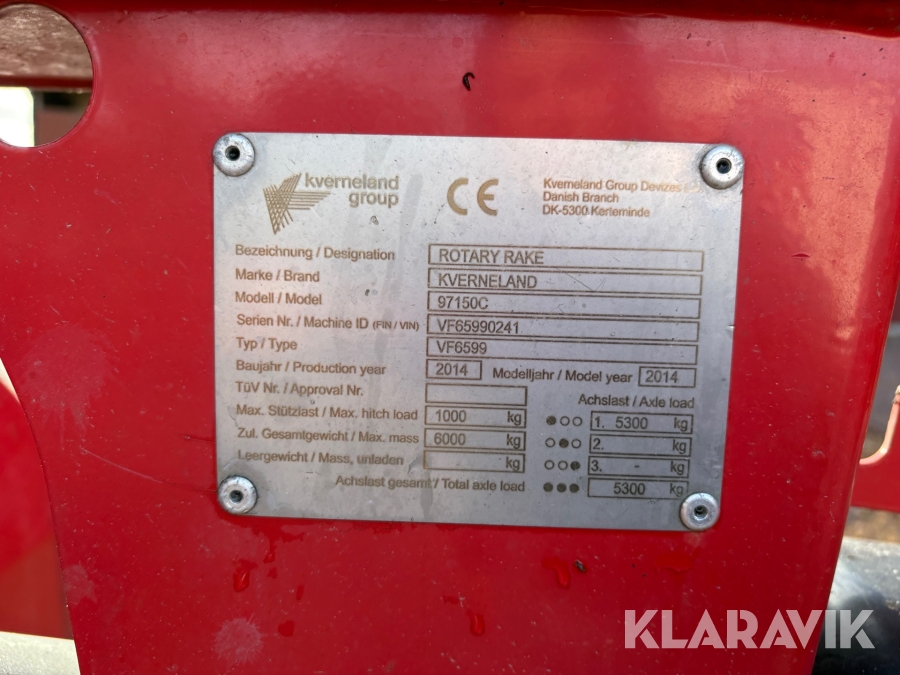 kverneland
group
CE
Kverneland Group Devizes
Danish Branch
DK-5300 Kerteminde
Bezeichnung / Designation ROTARY RAKE
Marke / Brand KVERNELAND
Modell / Model 97150C
Serien Nr. / Machine ID (FIN / VIN) VF65990241
Typ / Type VF6599
Baujahr / Production year 2014 Modelljahr / Model year 2014
TüV Nr. / Approval Nr.
Achslast / Axle load
Max. Stützlast / Max. hitch load 1000 kg 1. 5300 kg
Zul. Gesamtgewicht / Max. mass 6000 kg 2. kg
Leergewicht / Mass, unladen kg 3. - kg
Achslast gesamt / Total axle load 5300 kg
KLARAVIK